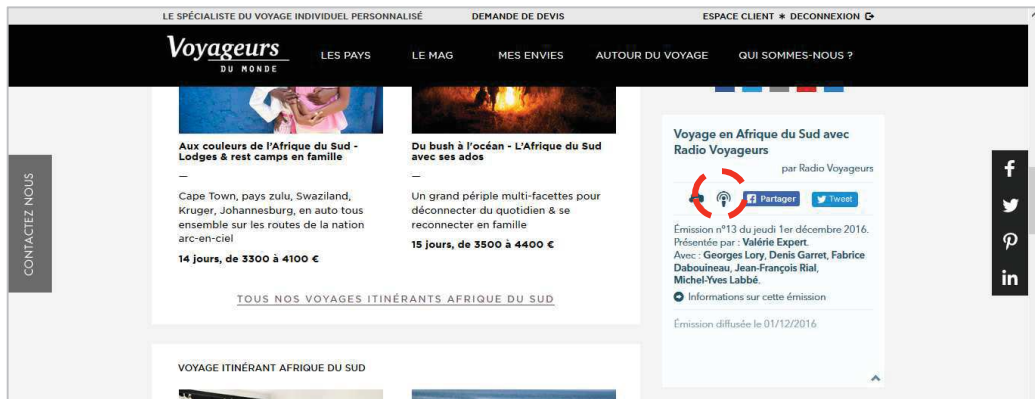 LE SPÉCIALISTE DU VOYAGE INDIVIDUEL PERSONNALISÉ
DEMANDE DE DEVIS
ESPACE CLIENT * DECONNEXION
Voyageurs
DU MONDE
LES PAYS
LE MAG
MES ENVIES
AUTOUR DU VOYAGE
QUI SOMMES-NOUS ?
CONTACTEZ NOUS
Aux couleurs de l'Afrique du Sud -
Lodges & rest camps en famille
—
Cape Town, pays zulu, Swaziland,
Kruger, Johannesburg, en auto tous
ensemble sur les routes de la nation
arc-en-ciel
14 jours, de 3300 à 4100 €
Du bush à l'océan - L'Afrique du Sud
avec ses ados
—
Un grand périple multi-facettes pour
déconnecter du quotidien & se
reconnecter en famille
15 jours, de 3500 à 4400 €
TOUS NOS VOYAGES ITINÉRANTS AFRIQUE DU SUD
VOYAGE ITINÉRANT AFRIQUE DU SUD
Voyage en Afrique du Sud avec
Radio Voyageurs
par Radio Voyageurs
Partager
Tweet
Émission n°13 du jeudi 1er décembre 2016.
Présentée par : Valérie Expert.
Avec : Georges Lory, Denis Garret, Fabrice
Dabouineau, Jean-François Rial,
Michel-Yves Labbé.
Informations sur cette émission
Émission diffusée le 01/12/2016